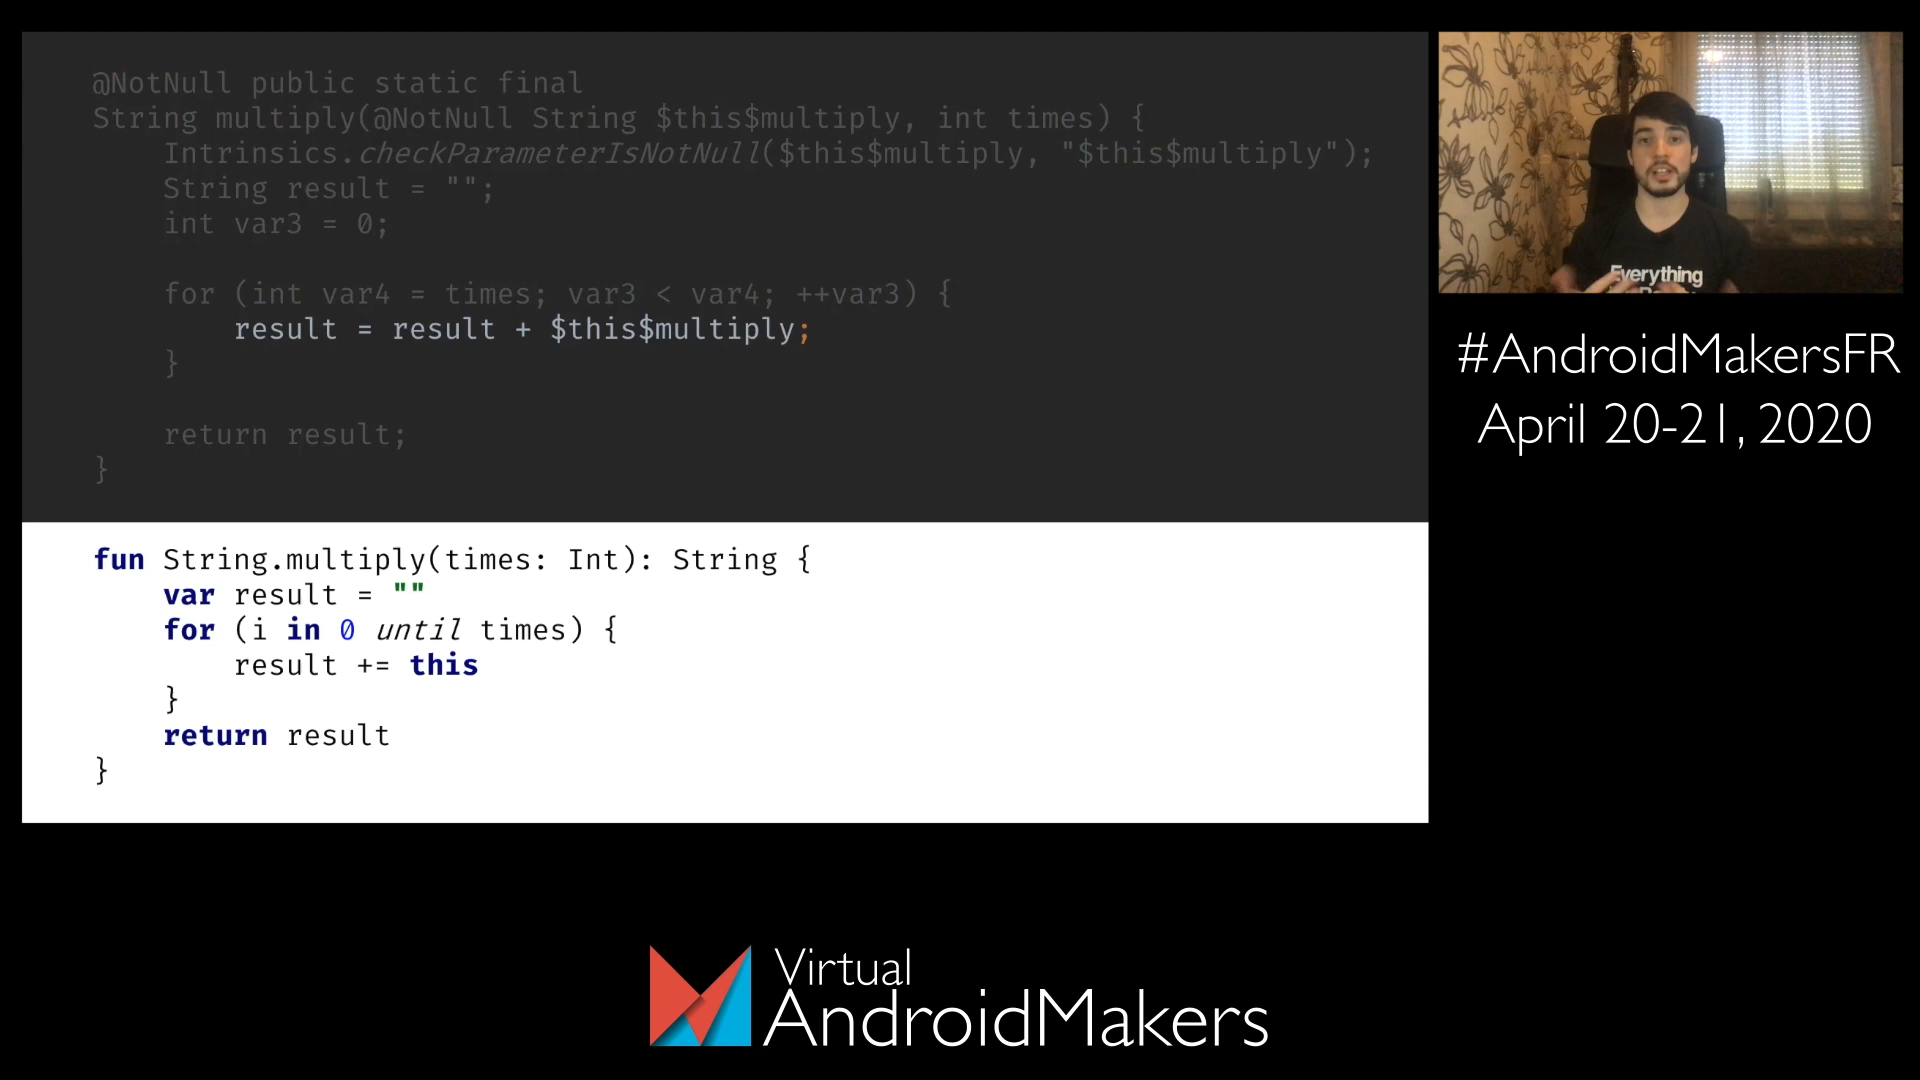 @NotNull public static final
String multiply(@NotNull String $this$multiply, int times) {
Intrinsics.checkParameterIsNotNull($this$multiply, "$this$multiply");
String result = "";
int var3 = 0;
for (int var4 = times; var3 < var4; ++var3) {
result = result + $this$multiply;
}
return result;
}
fun String.multiply(times: Int): String {
var result = ""
for (i in 0 until times) {
result += this
}
return result
}
Everything
#AndroidMakersFR
April 20-21, 2020
Virtual
AndroidMakers